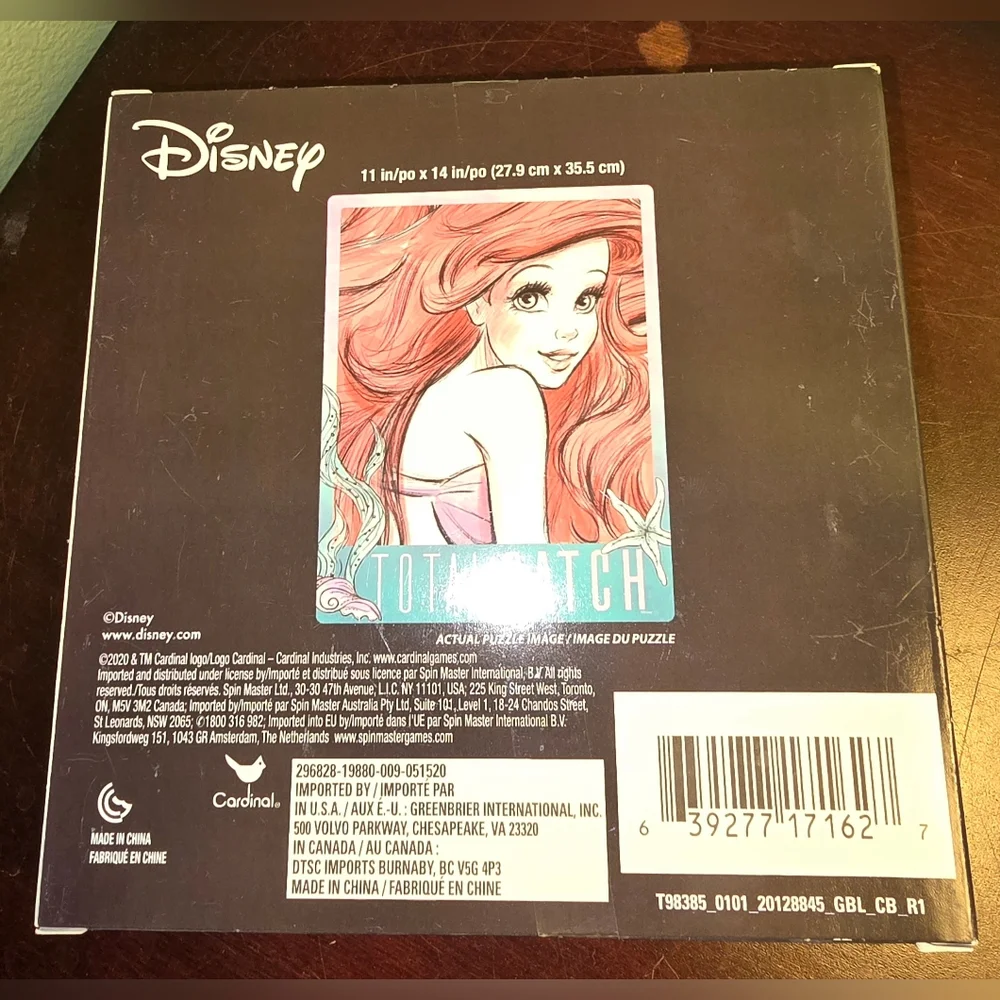 Disney
11 in/po x 14 in/po (27.9 cm x 35.5 cm)
TOTAL CATCH
ACTUAL PUZZLE IMAGE / IMAGE DU PUZZLE
©Disney
www.disney.com
©2020 & TM Cardinal logo/Logo Cardinal – Cardinal Industries, Inc. www.cardinalgames.com
Imported and distributed under license by/Importé et distribué sous licence par Spin Master International, B.V. All rights
reserved./Tous droits réservés. Spin Master Ltd., 30-30 47th Avenue, L.I.C. NY 11101, USA; 225 King Street West, Toronto,
ON, M5V 3M2 Canada; Imported by/Importé par Spin Master Australia Pty Ltd, Suite 101, Level 1, 18-24 Chandos Street,
St Leonards, NSW 2065; ✆1800 316 982; Imported into EU by/Importé dans l'UE par Spin Master International B.V.
Kingsfordweg 151, 1043 GR Amsterdam, The Netherlands www.spinmastergames.com
MADE IN CHINA
FABRIQUÉ EN CHINE
Cardinal®
296828-19880-009-051520
IMPORTED BY / IMPORTÉ PAR
IN U.S.A. / AUX É.-U. : GREENBRIER INTERNATIONAL, INC.
500 VOLVO PARKWAY, CHESAPEAKE, VA 23320
IN CANADA / AU CANADA :
DTSC IMPORTS BURNABY, BC V5G 4P3
MADE IN CHINA / FABRIQUÉ EN CHINE
6 39277 17162 7
T98385_0101_20128845_GBL_CB_R1